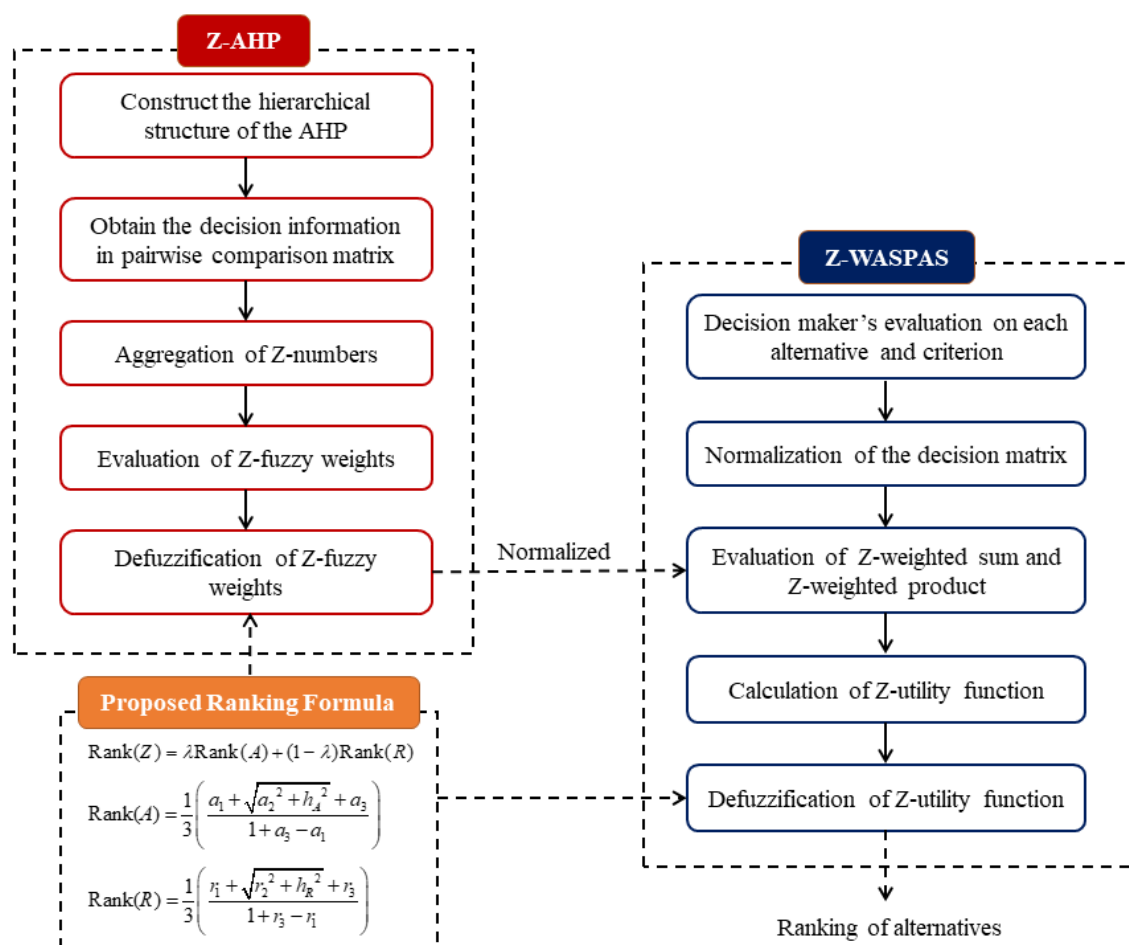 Z-AHP
Construct the hierarchical
structure of the AHP
Obtain the decision information
in pairwise comparison matrix
Aggregation of Z-numbers
Evaluation of Z-fuzzy weights
Defuzzification of Z-fuzzy
weights
Normalized
Proposed Ranking Formula
Rank(Z) = λRank(A) + (1 − λ)Rank(R)
Rank(A) = 1/3 ( (a₁ + √(a₂² + h_A²) + a₃) / (1 + a₃ − a₁) )
Rank(R) = 1/3 ( (r₁ + √(r₂² + h_R²) + r₃) / (1 + r₃ − r₁) )
Z-WASPAS
Decision maker’s evaluation on each
alternative and criterion
Normalization of the decision matrix
Evaluation of Z-weighted sum and
Z-weighted product
Calculation of Z-utility function
Defuzzification of Z-utility function
Ranking of alternatives